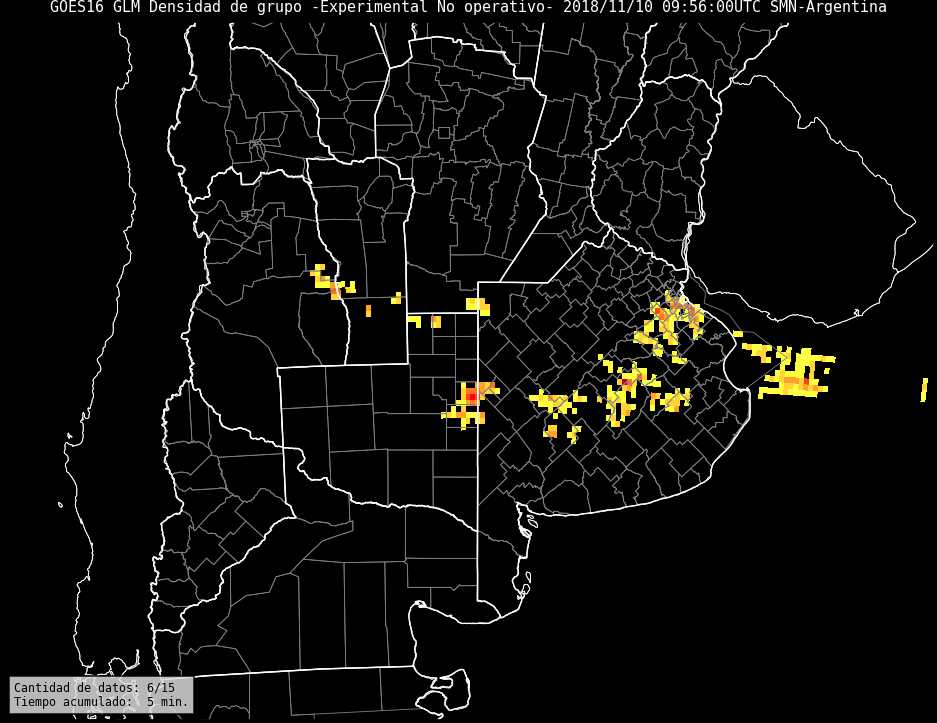 GOES16 GLM Densidad de grupo -Experimental No operativo- 2018/11/10 09:56:00UTC SMN-Argentina
Cantidad de datos: 6/15
Tiempo acumulado:  5 min.